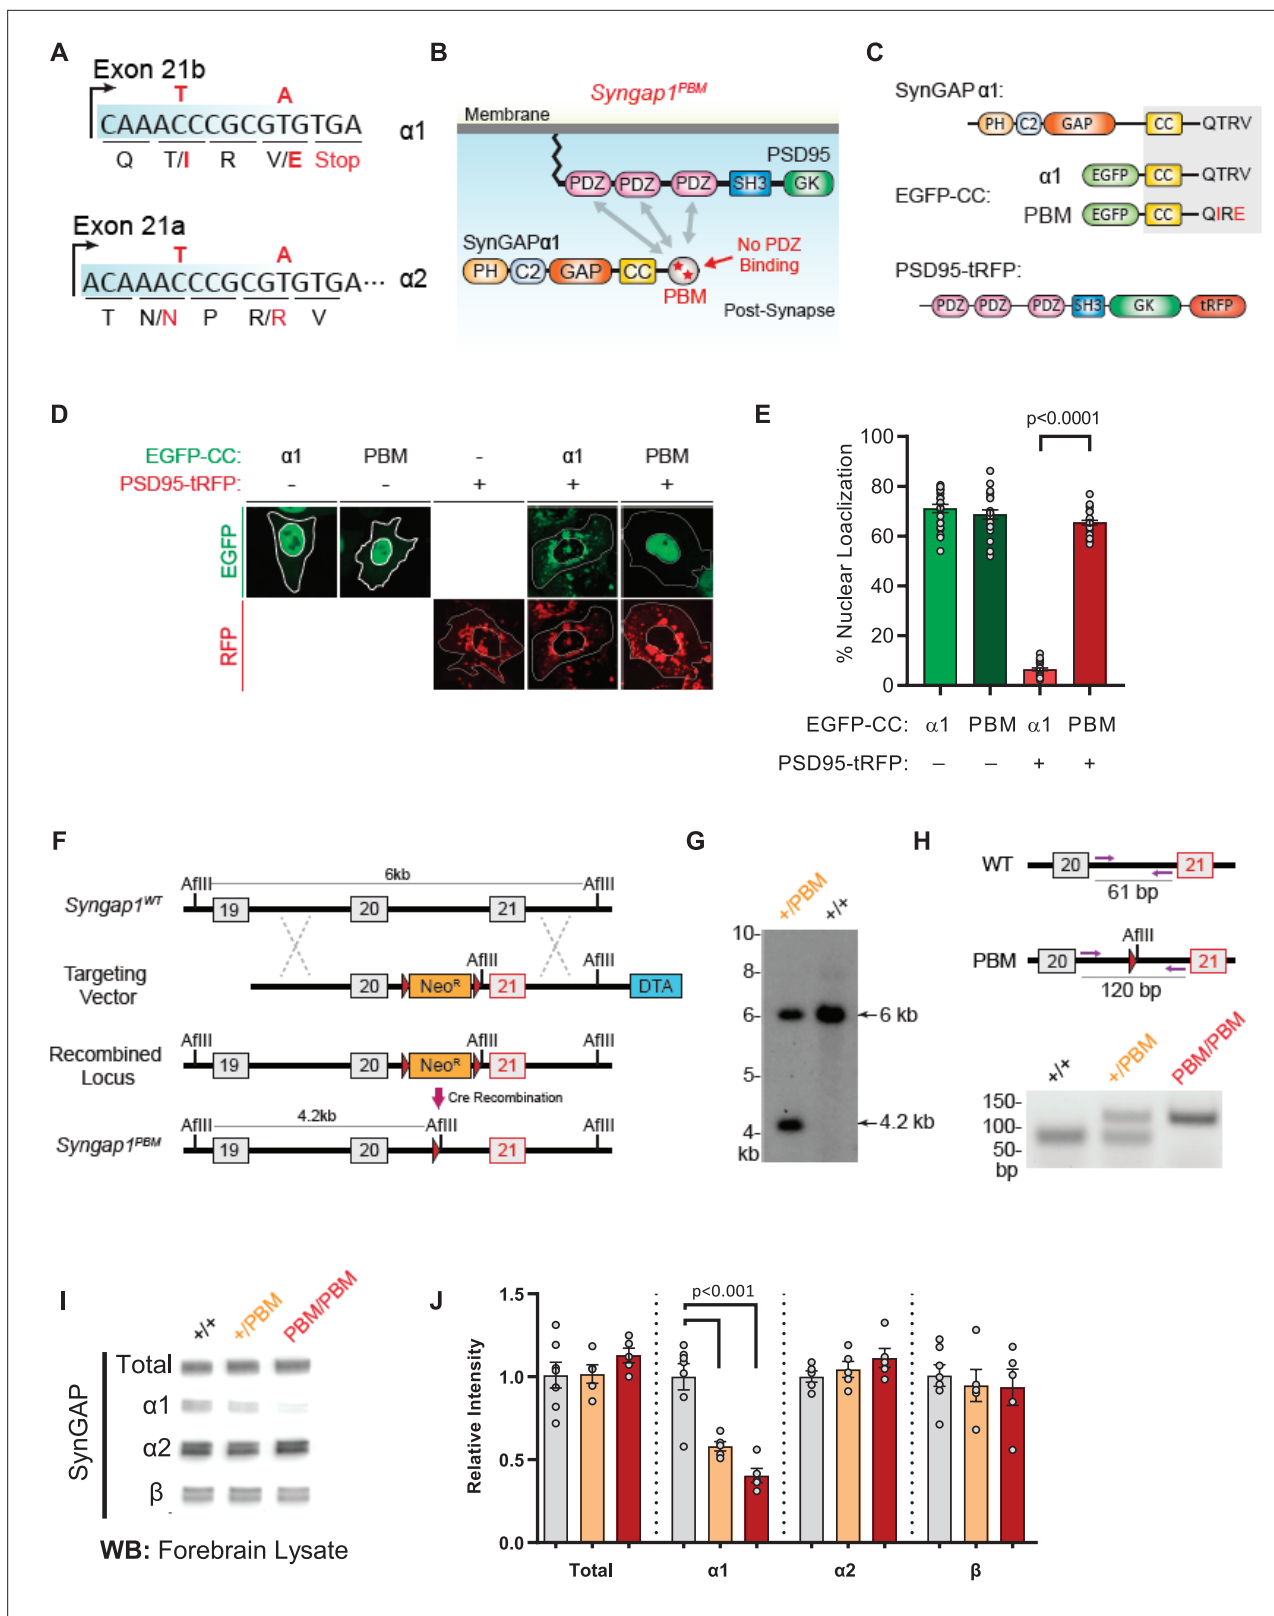 A
Exon 21b
T A
CAAACCCGCGTGTGA α1
Q T/I R V/E Stop
Exon 21a
T A
ACAAACCCGCGTGTGA··· α2
T N/N P R/R V
B
Syngap1PBM
Membrane
PSD95
PDZ PDZ PDZ SH3 GK
SynGAPα1
No PDZ
Binding
PH C2 GAP CC
PBM
Post-Synapse
C
SynGAP α1:
PH C2 GAP CC QTRV
α1 EGFP CC QTRV
EGFP-CC:
PBM EGFP CC QIRE
PSD95-tRFP:
PDZ PDZ PDZ SH3 GK tRFP
D
EGFP-CC: α1 PBM - α1 PBM
PSD95-tRFP: - - + + +
EGFP
RFP
E
p<0.0001
% Nuclear Loaclization
100
80
60
40
20
0
EGFP-CC: α1 PBM α1 PBM
PSD95-tRFP: – – + +
F
AflII 6kb AflII
Syngap1WT
19 20 21
AflII
Targeting
Vector
20 NeoR 21 DTA
AflII AflII AflII
Recombined
Locus
19 20 NeoR 21
Cre Recombination
AflII 4.2kb AflII AflII
Syngap1PBM
19 20 21
G
+/PBM +/+
10-
8-
6- 6 kb
5-
4- 4.2 kb
kb
H
WT 20 21
61 bp
AflII
PBM 20 21
120 bp
+/+ +/PBM PBM/PBM
150-
100-
50-
bp
I
+/+ +/PBM PBM/PBM
SynGAP
Total
α1
α2
β
WB: Forebrain Lysate
J
p<0.001
Relative Intensity
1.5
1.0
0.5
0.0
Total α1 α2 β